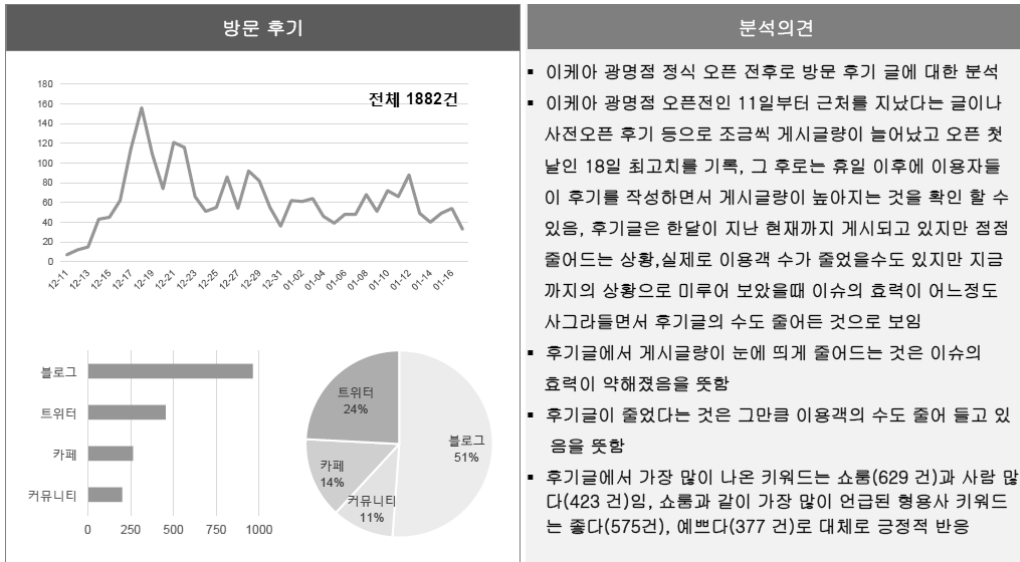 방문 후기
전체 1882건
180
160
140
120
100
80
60
40
20
0
12-11
12-13
12-15
12-17
12-19
12-21
12-23
12-25
12-27
12-29
12-31
01-02
01-04
01-06
01-08
01-10
01-12
01-14
01-16
블로그
트위터
카페
커뮤니티
0
250
500
750
1000
트위터
24%
블로그
51%
카페
14%
커뮤니티
11%
분석의견
▪ 이케아 광명점 정식 오픈 전후로 방문 후기 글에 대한 분석
▪ 이케아 광명점 오픈전인 11일부터 근처를 지났다는 글이나
사전오픈 후기 등으로 조금씩 게시글량이 늘어났고 오픈 첫
날인 18일 최고치를 기록, 그 후로는 휴일 이후에 이용자들
이 후기를 작성하면서 게시글량이 높아지는 것을 확인 할 수
있음, 후기글은 한달이 지난 현재까지 게시되고 있지만 점점
줄어드는 상황,실제로 이용객 수가 줄었을수도 있지만 지금
까지의 상황으로 미루어 보았을때 이슈의 효력이 어느정도
사그라들면서 후기글의 수도 줄어든 것으로 보임
▪ 후기글에서 게시글량이 눈에 띄게 줄어드는 것은 이슈의
효력이 약해졌음을 뜻함
▪ 후기글이 줄었다는 것은 그만큼 이용객의 수도 줄어 들고 있
음을 뜻함
▪ 후기글에서 가장 많이 나온 키워드는 쇼룸(629 건)과 사람 많
다(423 건)임, 쇼룸과 같이 가장 많이 언급된 형용사 키워드
는 좋다(575건), 예쁘다(377 건)로 대체로 긍정적 반응